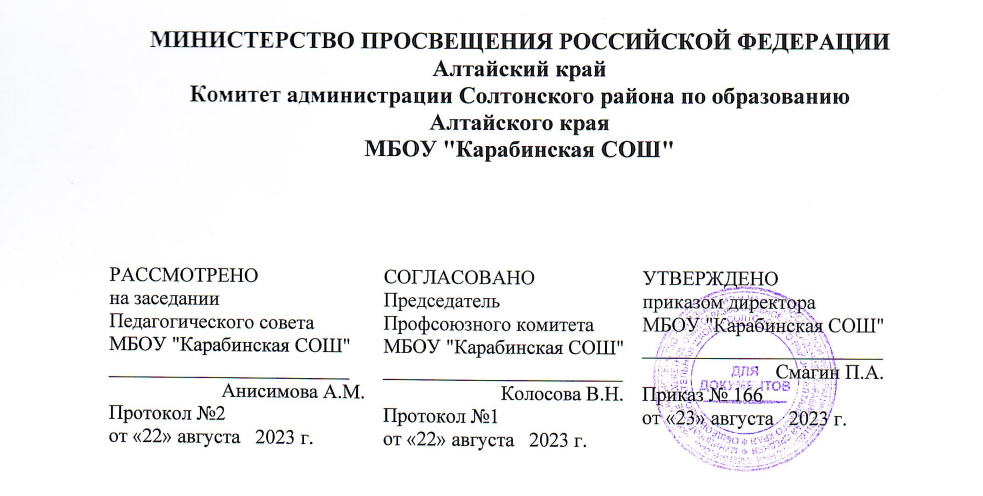 МИНИСТЕРСТВО ПРОСВЕЩЕНИЯ РОССИЙСКОЙ ФЕДЕРАЦИИ
Алтайский край
Комитет администрации Солтонского района по образованию
Алтайского края
МБОУ "Карабинская СОШ"
РАССМОТРЕНО
на заседании
Педагогического совета
МБОУ "Карабинская СОШ"
Анисимова А.М.
Протокол №2
от «22» августа 2023 г.
СОГЛАСОВАНО
Председатель
Профсоюзного комитета
МБОУ "Карабинская СОШ"
Колосова В.Н.
Протокол №1
от «22» августа 2023 г.
УТВЕРЖДЕНО
приказом директора
МБОУ "Карабинская СОШ"
Смагин П.А.
Приказ № 166
от «23» августа 2023 г.
ДЛЯ
ДОКУМЕНТОВ